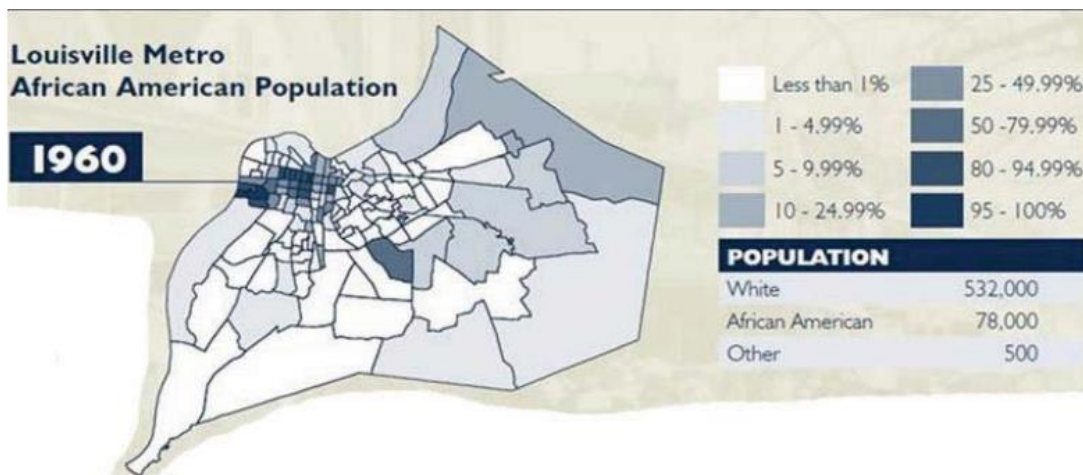 Louisville Metro
African American Population
1960
Less than 1%
1 - 4.99%
5 - 9.99%
10 - 24.99%
25 - 49.99%
50 -79.99%
80 - 94.99%
95 - 100%
POPULATION
White 532,000
African American 78,000
Other 500